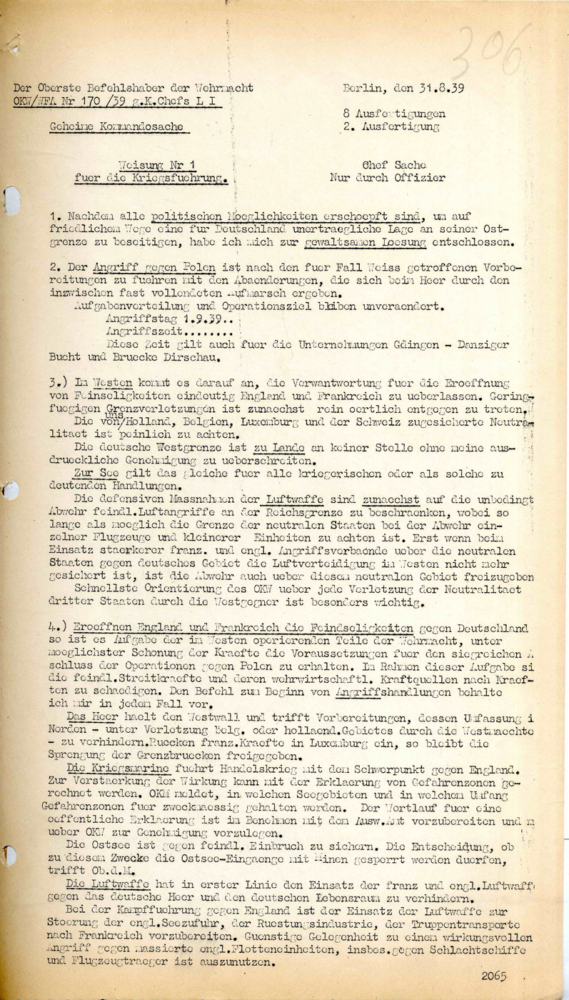 306
Der Oberste Befehlshaber der Wehrmacht
OKW/WFA Nr 170 /39 g.K.Chefs L I
Berlin, den 31.8.39
8 Ausfertigungen
Geheime Kommandosache
2. Ausfertigung
Weisung Nr 1
fuer die Kriegsfuehrung.
Chef Sache
Nur durch Offizier
1. Nachdem alle politischen Moeglichkeiten erschoepft sind, um auf
friedlichem Wege eine fur Deutschland unertraegliche Lage an seiner Ost-
grenze zu beseitigen, habe ich mich zur gewaltsamen Loesung entschlossen.
2. Der Angriff gegen Polen ist nach den fuer Fall Weiss getroffenen Vorbe-
reitungen zu fuehren mit den Abaenderungen, die sich beim Heer durch den
inzwischen fast vollendeten Aufmarsch ergeben.
Aufgabenverteilung und Operationsziel bleiben unveraendert.
Angriffstag 1.9.39..
Angriffszeit........
Diese Zeit gilt auch fuer die Unternehmungen Gdingen - Danziger
Bucht und Bruecke Dirschau.
3.) Im Westen kommt es darauf an, die Verwantwortung fuer die Eroeffnung
von Feinseligkeiten eindeutig England und Frankreich zu ueberlassen. Gering-
fuegigen Grenzverletzungen ist zunaechst rein oertlich entgegen zu treten.
Die von uns/Holland, Belgien, Luxemburg und der Schweiz zugesicherte Neutra-
litaet ist peinlich zu achten.
Die deutsche Westgrenze ist zu Lande an keiner Stelle ohne meine aus-
drueckliche Genehmigung zu ueberschreiten.
Zur See gilt das gleiche fuer alle kriegerischen oder als solche zu
deutenden Handlungen.
Die defensiven Massnahmen der Luftwaffe sind zunaechst auf die unbedingt
Abwehr feindl.Luftangriffe an der Reichsgrenze zu beschraenken, wobei so
lange als moeglich die Grenze der neutralen Staaten bei der Abwehr ein-
zelner Flugzeuge und kleinerer Einheiten zu achten ist. Erst wenn beim
Einsatz staerkerer franz. und engl. Angriffsverbaende ueber die neutralen
Staaten gegen deutsches Gebiet die Luftverteidigung im Westen nicht mehr
gesichert ist, ist die Abwehr auch ueber diesem neutralen Gebiet freizugeben
Schnellste Orientierung des OKW ueber jede Verletzung der Neutralitaet
dritter Staaten durch die Westgegner ist besonders wichtig.
4.) Eroeffnen England und Frankreich die Feindseligkeiten gegen Deutschland
so ist es Aufgabe der im Westen operierenden Teile der Wehrmacht, unter
moeglichster Schonung der Kraefte die Voraussetzungen fuer den siegreichen A
schluss der Operationen gegen Polen zu erhalten. Im Rahmen dieser Aufgabe si
die feindl.Streitkraefte und deren wehrwirtschaftl. Kraftquellen nach Kraef-
ten zu schaedigen. Den Befehl zum Beginn von Angriffshandlungen behalte
ich mir in jedem Fall vor.
Das Heer haelt den Westwall und trifft Vorbereitungen, dessen Umfassung i
Norden - unter Verletzung Belg. oder hollaend.Gebietes durch die Westmaechte
- zu verhindern.Ruecken franz.Kraefte in Luxemburg ein, so bleibt die
Sprengung der Grenzbruecken freigegeben.
Die Kriegsmarine fuehrt Handelskrieg mit dem Schwerpunkt gegen England.
Zur Verstaerkung der Wirkung kann mit der Erklaerung von Gefahrenzonen ge-
rechnet werden. OKM meldet, in welchen Seegebieten und in welchem Umfang
Gefahrenzonen fuer zweckmaessig gehalten werden. Der Wortlauf fuer eine
oeffentliche Erklaerung ist im Benehmen mit dem Ausw.Amt vorzubereiten und m
ueber OKW zur Genehmigung vorzulegen.
Die Ostsee ist gegen feindl. Einbruch zu sichern. Die Entscheidung, ob
zu diesem Zwecke die Ostsee-Eingaenge mit Minen gesperrt werden duerfen,
trifft Ob.d.M.
Die Luftwaffe hat in erster Linie den Einsatz der franz und engl.Luftwaff
gegen das deutsche Heer und den deutschen Lebensraum zu verhindern.
Bei der Kampffuehrung gegen England ist der Einsatz der Luftwaffe zur
Stoerung der engl.Seezufuhr, der Ruestungsindustrie, der Truppentransporte
nach Frankreich vorzubereiten. Guenstige Gelegenheit zu einem wirkungsvollen
Angriff gegen massierte engl.Flotteneinheiten, insbes.gegen Schlachtschiffe
und Flugzeugtraeger ist auszunutzen.
2065